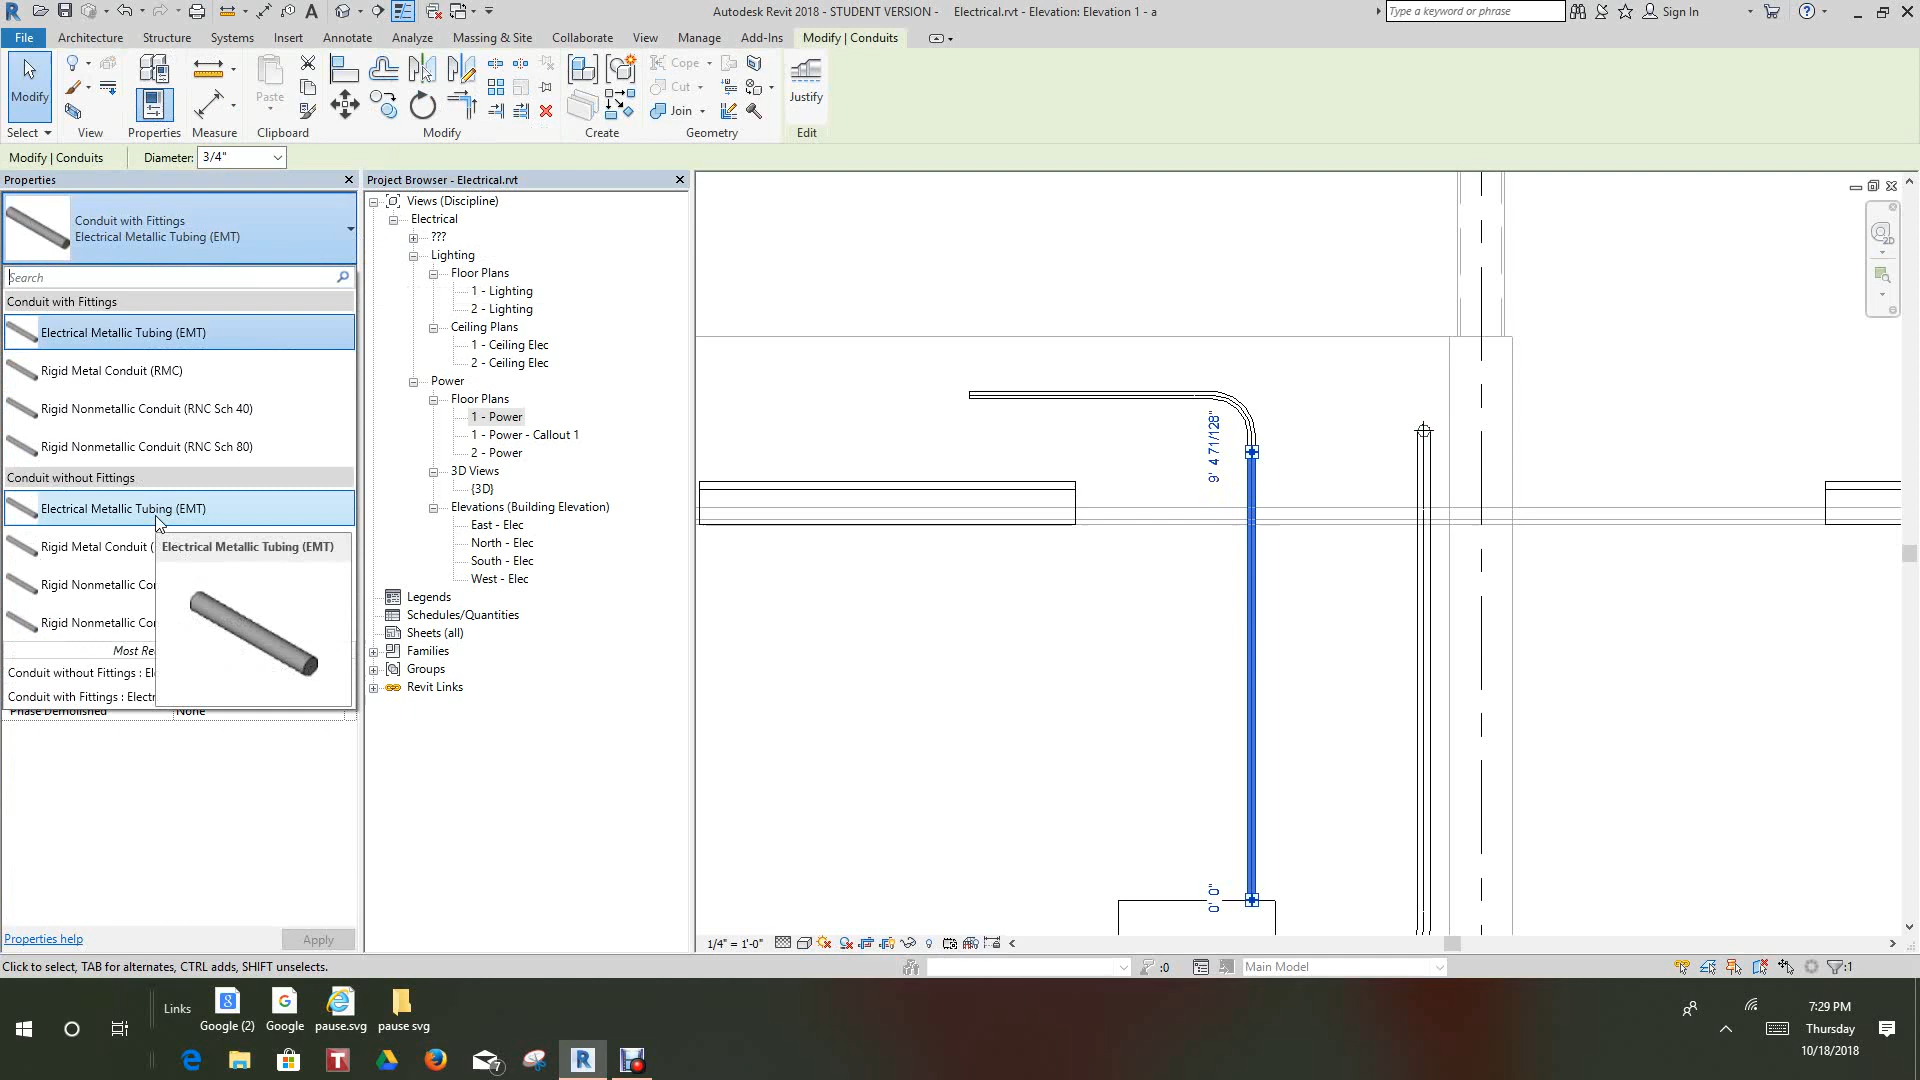 Autodesk Revit 2018 - STUDENT VERSION - Electrical.rvt - Elevation: Elevation 1 - a
Type a keyword or phrase
Sign In
File Architecture Structure Systems Insert Annotate Analyze Massing & Site Collaborate View Manage Add-Ins Modify | Conduits
Modify
Paste
Cope
Cut
Join
Justify
Select View Properties Measure Clipboard Modify Create Geometry Edit
Modify | Conduits Diameter: 3/4"
Properties
Conduit with Fittings
Electrical Metallic Tubing (EMT)
Search
Conduit with Fittings
Electrical Metallic Tubing (EMT)
Rigid Metal Conduit (RMC)
Rigid Nonmetallic Conduit (RNC Sch 40)
Rigid Nonmetallic Conduit (RNC Sch 80)
Conduit without Fittings
Electrical Metallic Tubing (EMT)
Rigid Metal Conduit (
Electrical Metallic Tubing (EMT)
Rigid Nonmetallic Co
Rigid Nonmetallic Co
Most Re
Conduit without Fittings : El
Conduit with Fittings : Electr
Phase Demolished None
Properties help
Apply
Project Browser - Electrical.rvt
Views (Discipline)
Electrical
???
Lighting
Floor Plans
1 - Lighting
2 - Lighting
Ceiling Plans
1 - Ceiling Elec
2 - Ceiling Elec
Power
Floor Plans
1 - Power
1 - Power - Callout 1
2 - Power
3D Views
{3D}
Elevations (Building Elevation)
East - Elec
North - Elec
South - Elec
West - Elec
Legends
Schedules/Quantities
Sheets (all)
Families
Groups
Revit Links
2D
9' 4 71/128"
0' 0"
1/4" = 1'-0"
Click to select, TAB for alternates, CTRL adds, SHIFT unselects.
:0
Main Model
:1
Links
Google (2)
Google
pause.svg
pause svg
7
7:29 PM
Thursday
10/18/2018